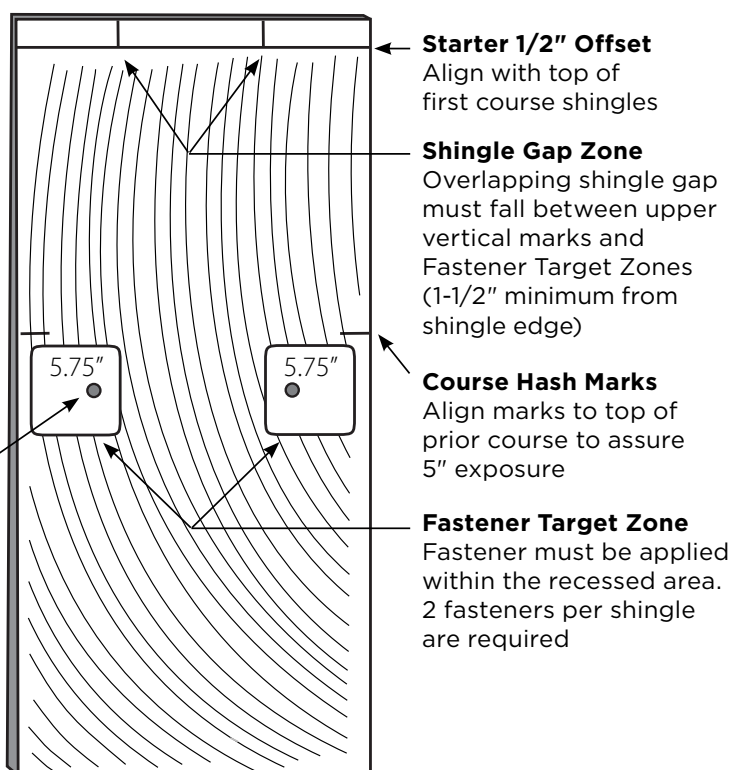 Starter 1/2" Offset
Align with top of
first course shingles
Shingle Gap Zone
Overlapping shingle gap
must fall between upper
vertical marks and
Fastener Target Zones
(1-1/2" minimum from
shingle edge)
5.75" 5.75"
Course Hash Marks
Align marks to top of
prior course to assure
5" exposure
Fastener Target Zone
Fastener must be applied
within the recessed area.
2 fasteners per shingle
are required